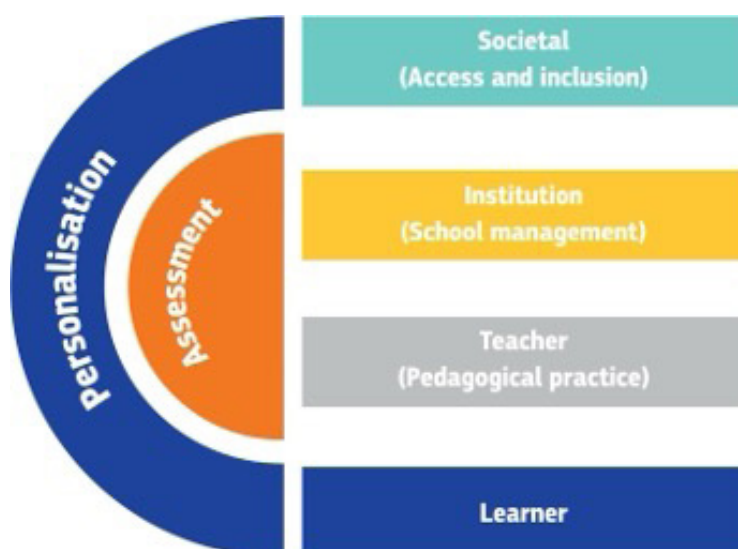 Personalisation
Assessment
Societal
(Access and inclusion)
Institution
(School management)
Teacher
(Pedagogical practice)
Learner